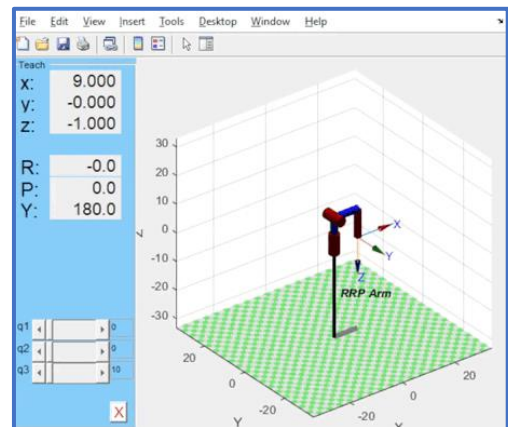 File Edit View Insert Tools Desktop Window Help
Teach
x: 9.000
y: -0.000
z: -1.000
R: -0.0
P: 0.0
Y: 180.0
q1 0
q2 0
q3 10
X
30
20
10
0
-10
-20
-30
Z
X
Y
Z
RRP Arm
20
0
-20
Y
-20
0
20
X